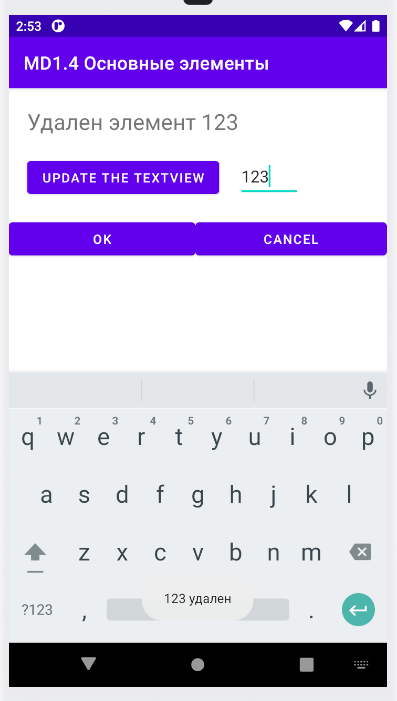 2:53
MD1.4 Основные элементы
Удален элемент 123
UPDATE THE TEXTVIEW 123
OK CANCEL
1 2 3 4 5 6 7 8 9 0
q w e r t y u i o p
a s d f g h j k l
z x c v b n m
123 удален
?123 , .